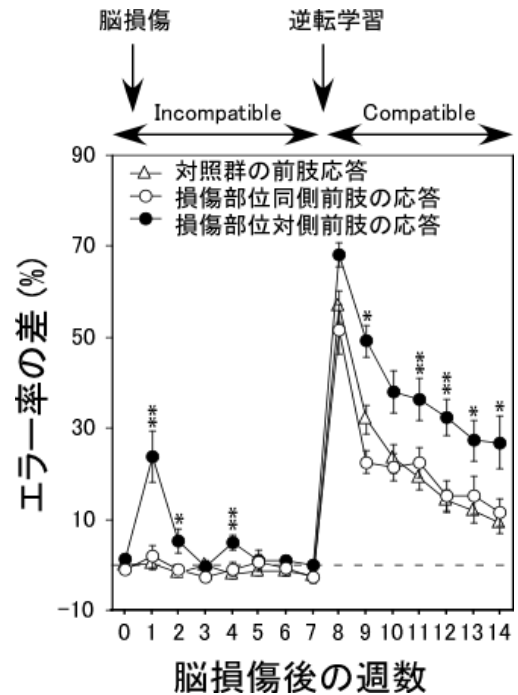 脳損傷 逆転学習
Incompatible Compatible
対照群の前肢応答
損傷部位同側前肢の応答
損傷部位対側前肢の応答
エラー率の差 (%)
90
70
50
30
10
-10
** * ** * ** ** * *
0 1 2 3 4 5 6 7 8 9 10 11 12 13 14
脳損傷後の週数